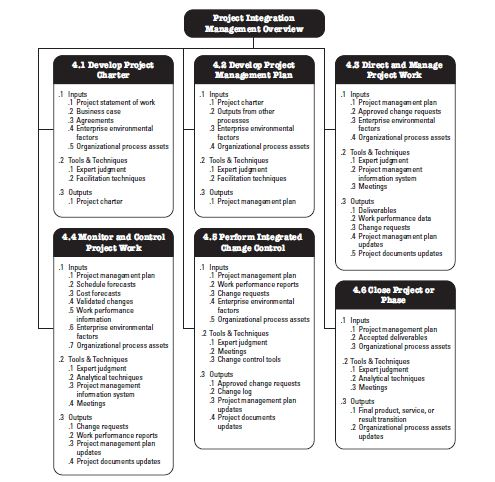 Project Integration
Management Overview
4.1 Develop Project
Charter
.1 Inputs
.1 Project statement of work
.2 Business case
.3 Agreements
.4 Enterprise environmental
factors
.5 Organizational process assets
.2 Tools & Techniques
.1 Expert judgment
.2 Facilitation techniques
.3 Outputs
.1 Project charter
4.2 Develop Project
Management Plan
.1 Inputs
.1 Project charter
.2 Outputs from other
processes
.3 Enterprise environmental
factors
.4 Organizational process assets
.2 Tools & Techniques
.1 Expert judgment
.2 Facilitation techniques
.3 Outputs
.1 Project management plan
4.3 Direct and Manage
Project Work
.1 Inputs
.1 Project management plan
.2 Approved change requests
.3 Enterprise environmental
factors
.4 Organizational process assets
.2 Tools & Techniques
.1 Expert judgment
.2 Project management
information system
.3 Meetings
.3 Outputs
.1 Deliverables
.2 Work performance data
.3 Change requests
.4 Project management plan
updates
.5 Project documents updates
4.4 Monitor and Control
Project Work
.1 Inputs
.1 Project management plan
.2 Schedule forecasts
.3 Cost forecasts
.4 Validated changes
.5 Work performance
information
.6 Enterprise environmental
factors
.7 Organizational process assets
.2 Tools & Techniques
.1 Expert judgment
.2 Analytical techniques
.3 Project management
information system
.4 Meetings
.3 Outputs
.1 Change requests
.2 Work performance reports
.3 Project management plan
updates
.4 Project documents updates
4.5 Perform Integrated
Change Control
.1 Inputs
.1 Project management plan
.2 Work performance reports
.3 Change requests
.4 Enterprise environmental
factors
.5 Organizational process assets
.2 Tools & Techniques
.1 Expert judgment
.2 Meetings
.3 Change control tools
.3 Outputs
.1 Approved change requests
.2 Change log
.3 Project management plan
updates
.4 Project documents
updates
4.6 Close Project or
Phase
.1 Inputs
.1 Project management plan
.2 Accepted deliverables
.3 Organizational process assets
.2 Tools & Techniques
.1 Expert judgment
.2 Analytical techniques
.3 Meetings
.3 Outputs
.1 Final product, service, or
result transition
.2 Organizational process assets
updates